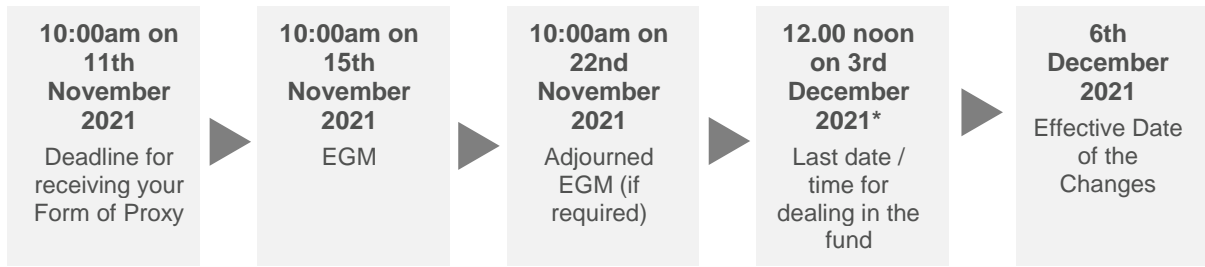 10:00am on
11th
November
2021
Deadline for
receiving your
Form of Proxy
10:00am on
15th
November
2021
EGM
10:00am on
22nd
November
2021
Adjourned
EGM (if
required)
12.00 noon
on 3rd
December
2021*
Last date /
time for
dealing in the
fund
6th
December
2021
Effective Date
of the
Changes